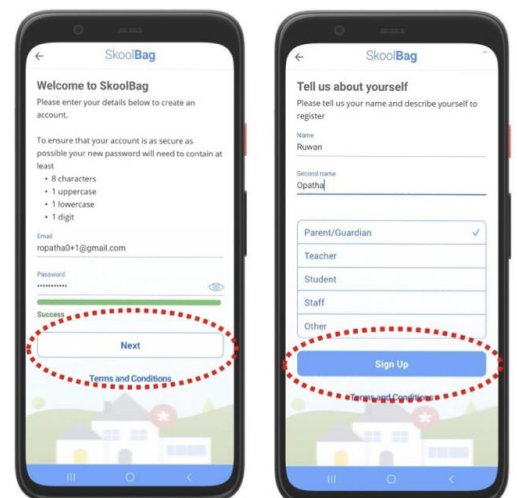 SkoolBag
Welcome to SkoolBag
Please enter your details below to create an
account.
To ensure that your account is as secure as
possible your new password will need to contain at
least
• 8 characters
• 1 uppercase
• 1 lowercase
• 1 digit
Email
ropatha0+1@gmail.com
Password
•••••••••••
Success
Next
Terms and Conditions
SkoolBag
Tell us about yourself
Please tell us your name and describe yourself to
register
Name
Ruwan
Second name
Opatha
Parent/Guardian
Teacher
Student
Staff
Other
Sign Up
Terms and Conditions